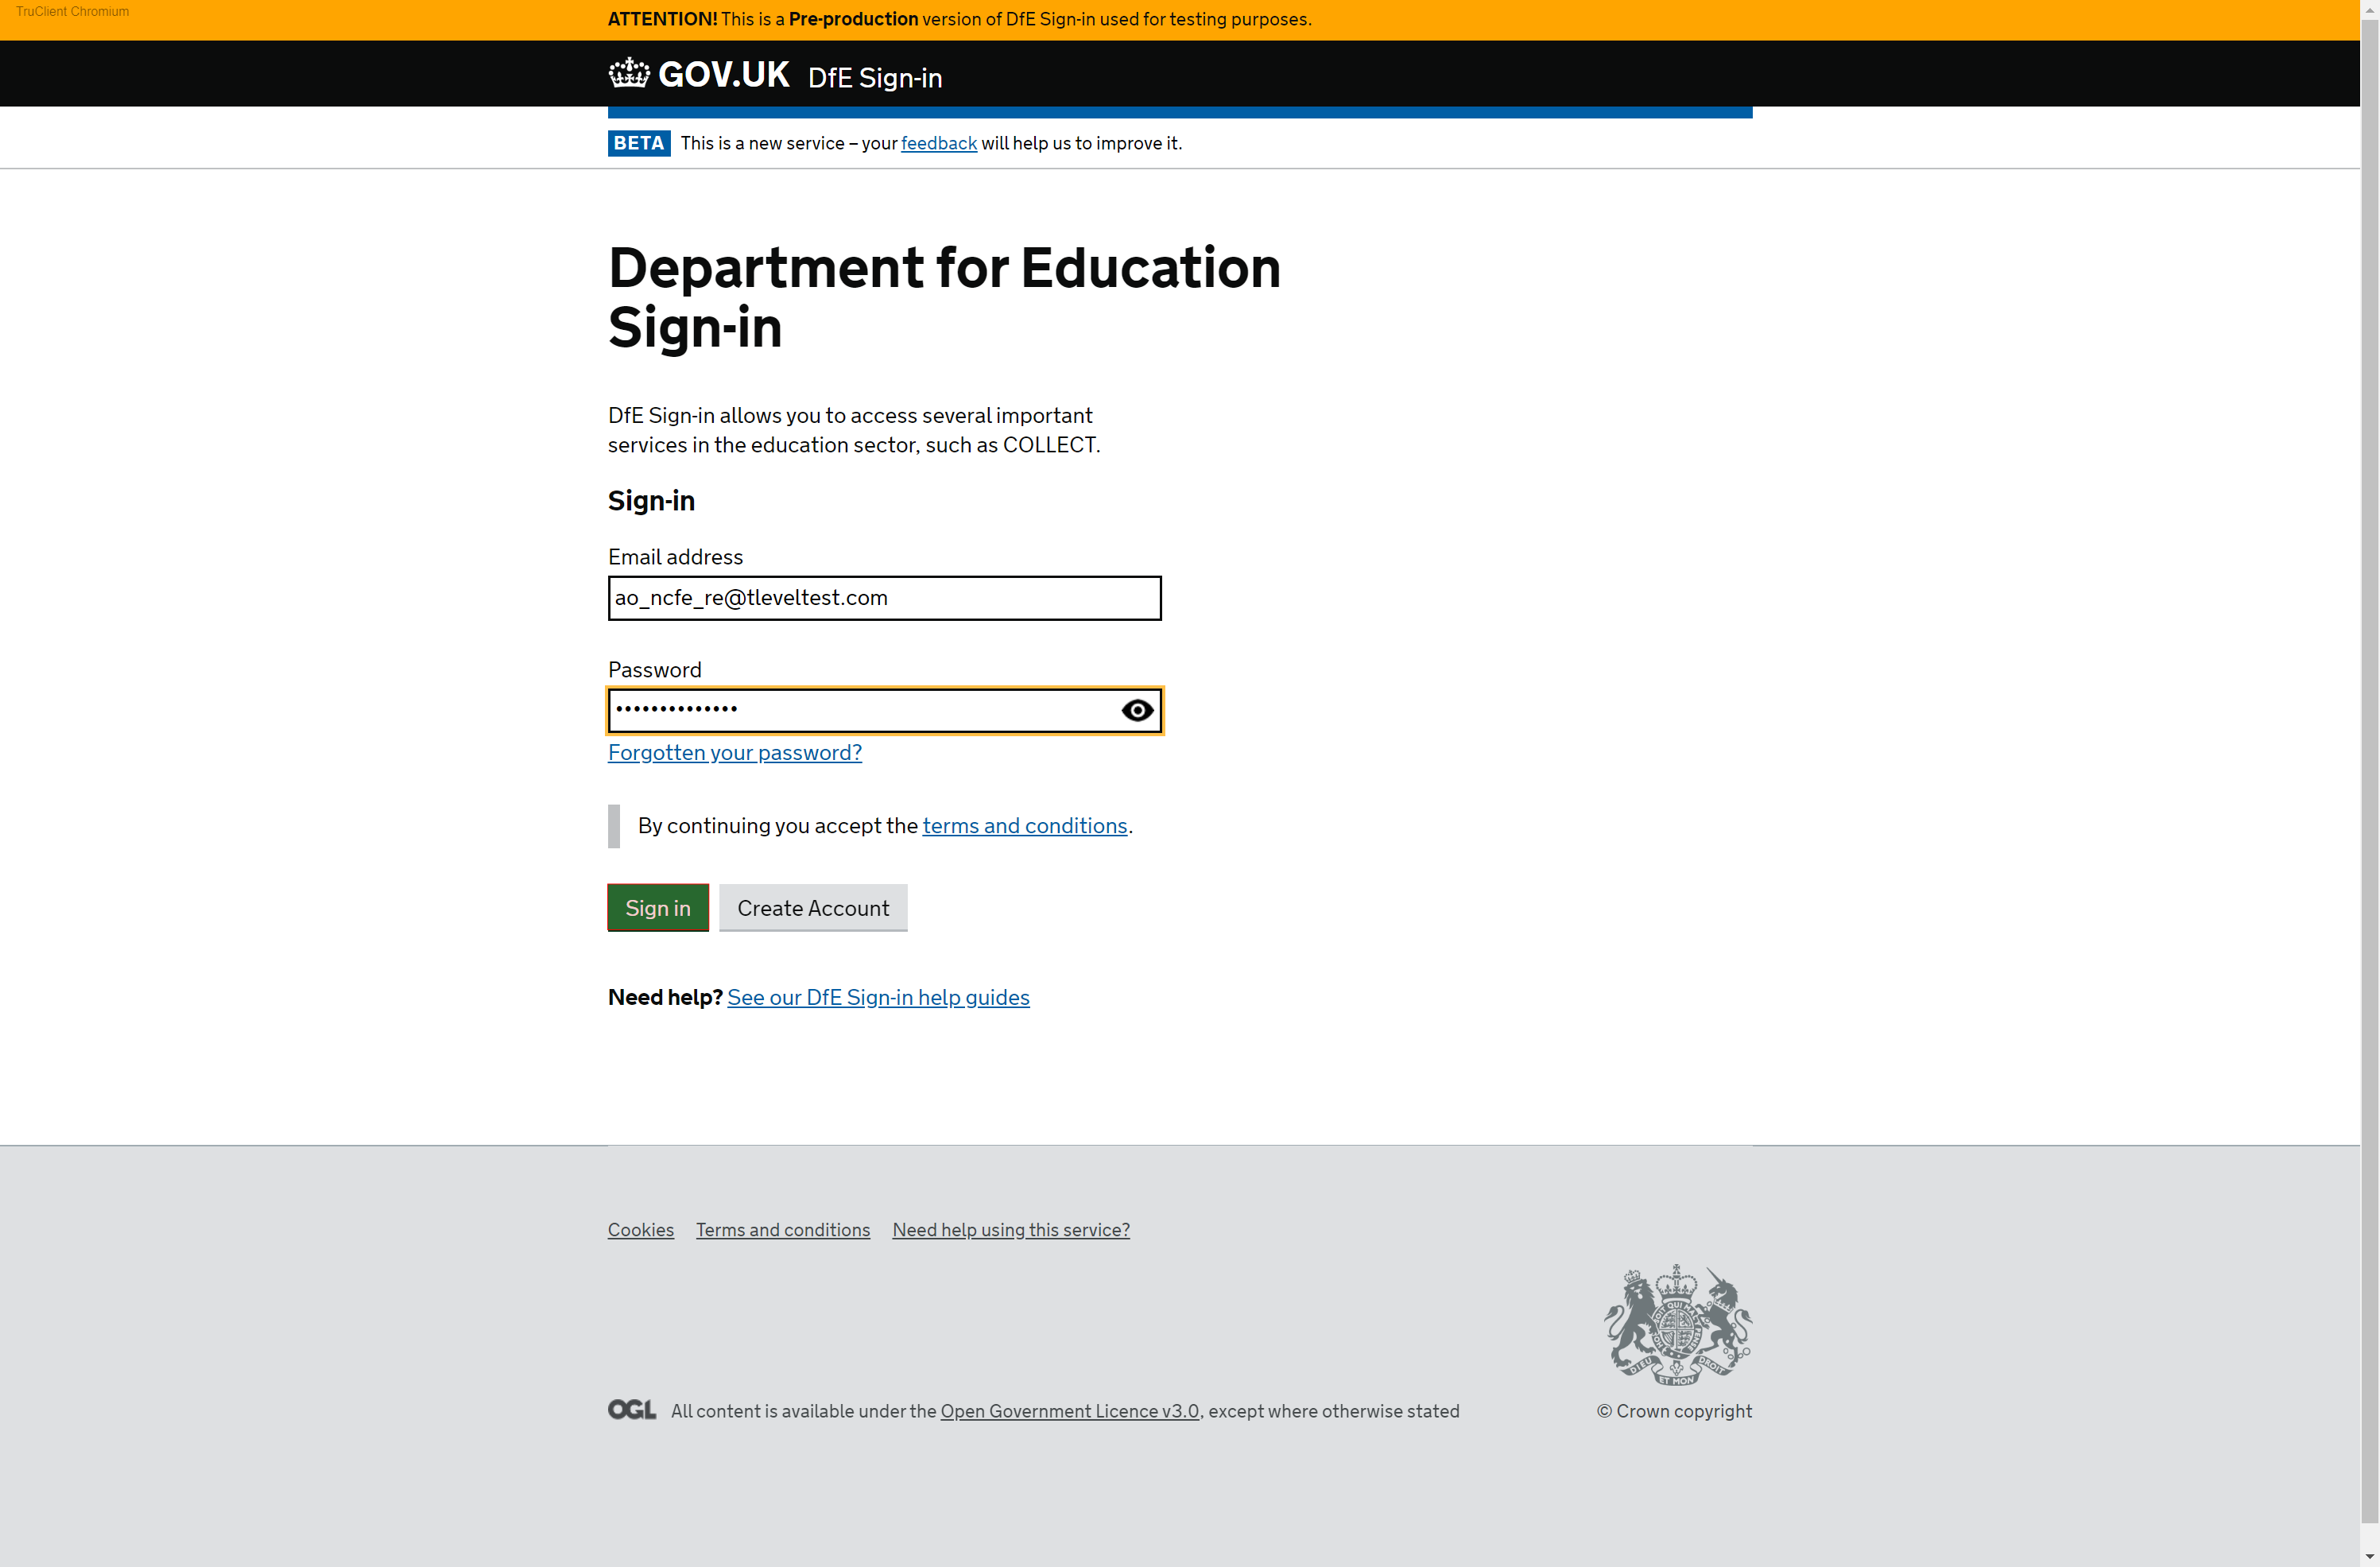 TruClient Chromium
ATTENTION! This is a Pre-production version of DfE Sign-in used for testing purposes.
GOV.UK DfE Sign-in
BETA This is a new service – your feedback will help us to improve it.
Department for Education
Sign-in
DfE Sign-in allows you to access several important
services in the education sector, such as COLLECT.
Sign-in
Email address
ao_ncfe_re@tleveltest.com
Password
••••••••••••••
Forgotten your password?
By continuing you accept the terms and conditions.
Sign in Create Account
Need help? See our DfE Sign-in help guides
Cookies Terms and conditions Need help using this service?
DIEU ET MON DROIT
OGL All content is available under the Open Government Licence v3.0, except where otherwise stated
© Crown copyright